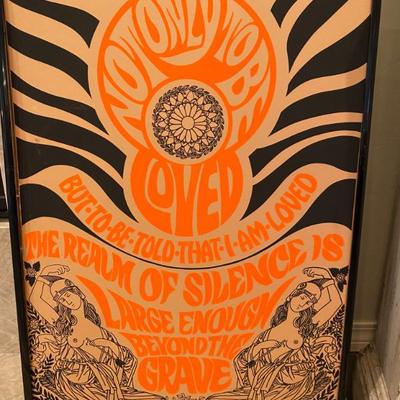 NOT ONLY TO BE
LOVED
BUT·TO·BE·TOLD·THAT·I·AM·LOVED
THE REALM OF SILENCE IS
LARGE ENOUGH
BEYOND THE
GRAVE